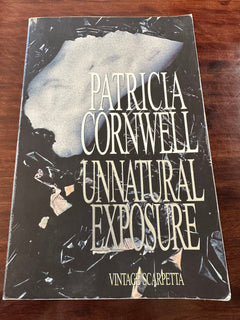 PATRICIA
CORNWELL
UNNATURAL
EXPOSURE
VINTAGE SCARPETTA